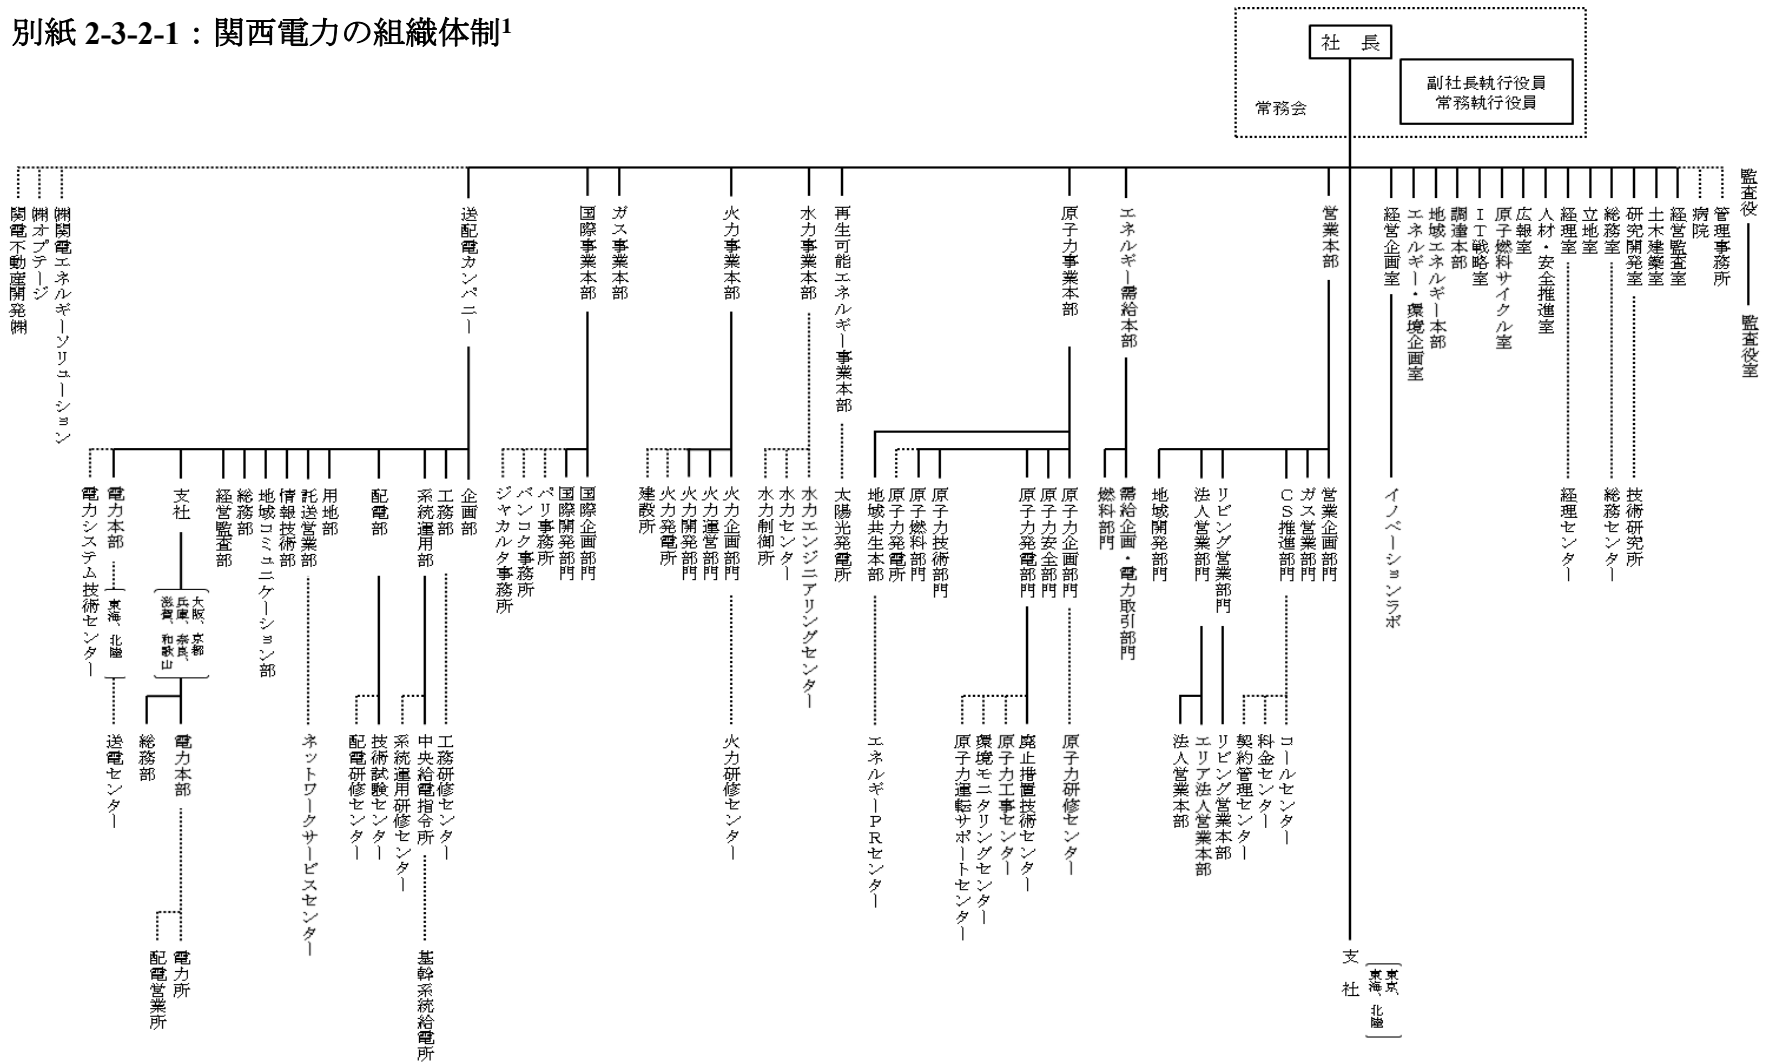 別紙 2-3-2-1：関西電力の組織体制1
社　長
副社長執行役員
常務執行役員
常務会
関電不動産開発㈱
㈱オプテージ
㈱関電エネルギーソリューション
送配電カンパニー
国際事業本部
ガス事業本部
火力事業本部
水力事業本部
再生可能エネルギー事業本部
原子力事業本部
エネルギー需給本部
営業本部
経営企画室
エネルギー・環境企画室
地域エネルギー本部
調達本部
ＩＴ戦略室
原子燃料サイクル室
広報室
人材・安全推進室
経理室
立地室
総務室
研究開発室
土木建築室
経営監査室
病院
管理事務所
監査役
監査役室
電力システム技術センター
電力本部
支社
経営監査部
総務部
地域コミュニケーション部
情報技術部
託送営業部
用地部
配電部
系統運用部
工務部
企画部
ジャカルタ事務所
バンコク事務所
パリ事務所
国際開発部門
国際企画部門
建設所
火力発電所
火力開発部門
火力運営部門
火力企画部門
水力制御所
水力センター
水力エンジニアリングセンター
太陽光発電所
地域共生本部
原子力発電所
原子燃料部門
原子力技術部門
原子力発電部門
原子力安全部門
原子力企画部門
燃料部門
需給企画・電力取引部門
地域開発部門
法人営業部門
リビング営業部門
ＣＳ推進部門
ガス営業部門
営業企画部門
イノベーションラボ
経理センター
総務センター
技術研究所
東海、北陸
大阪、京都
兵庫、奈良、
滋賀、和歌山
送電センター
総務部
電力本部
ネットワークサービスセンター
配電研修センター
技術試験センター
系統運用研修センター
中央給電指令所
工務研修センター
火力研修センター
エネルギーＰＲセンター
原子力運転サポートセンター
環境モニタリングセンター
原子力工事センター
廃止措置技術センター
原子力研修センター
法人営業本部
エリア法人営業本部
リビング営業本部
契約管理センター
料金センター
コールセンター
配電営業所
電力所
基幹系統給電所
支　社
東京、
東海、北陸